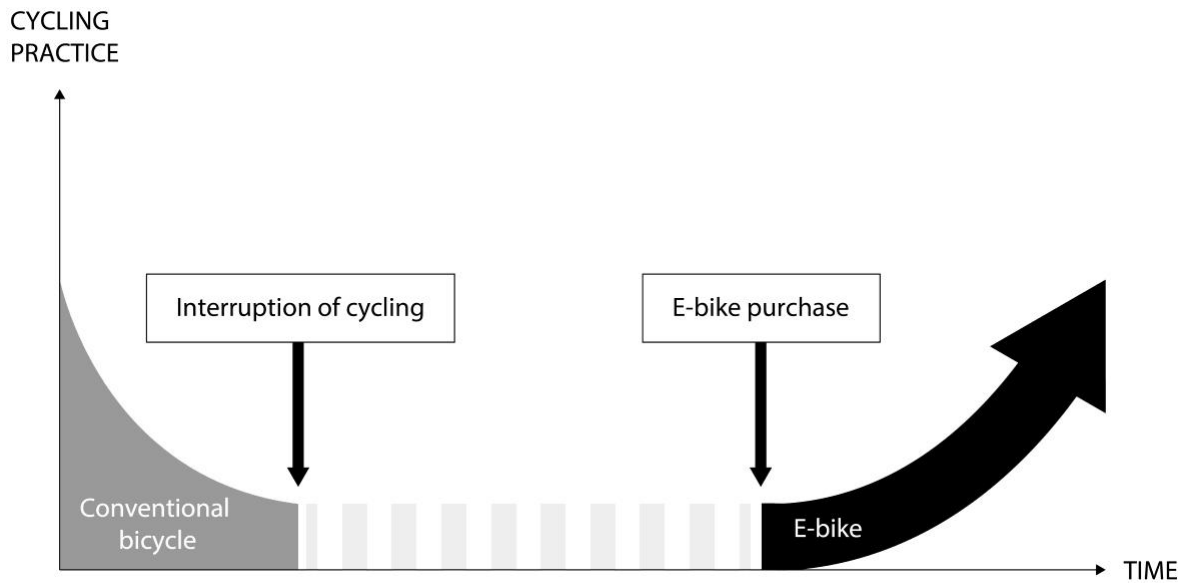 CYCLING
PRACTICE
Interruption of cycling
E-bike purchase
Conventional
bicycle
E-bike
TIME